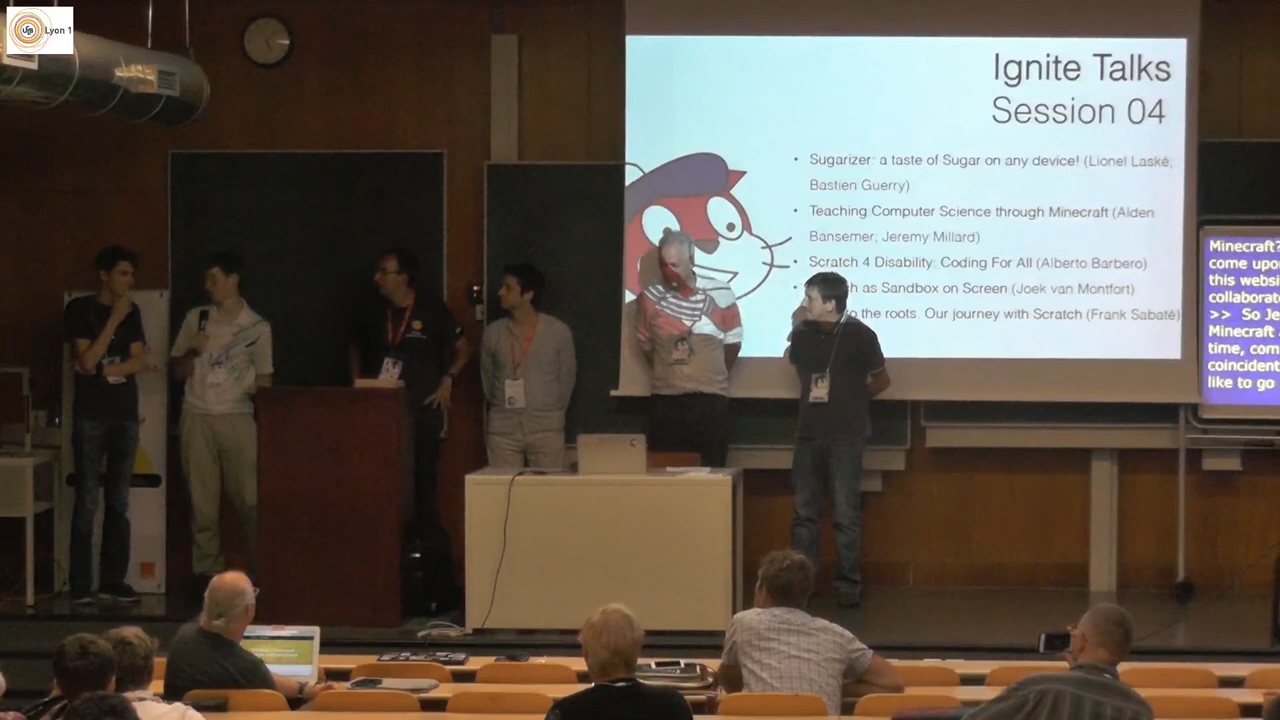 Lyon 1
Ignite Talks
Session 04
• Sugarizer: a taste of Sugar on any device! (Lionel Laské,
Bastien Guerry)
• Teaching Computer Science through Minecraft (Alden
Bansemer, Jeremy Millard)
• Scratch 4 Disability: Coding For All (Alberto Barbero)
as Sandbox on Screen (Joek van Montfort)
the roots. Our journey with Scratch (Frank Sabaté)
Minecraft?
come upo
this websi
collaborat
>> So Je
Minecraft
time, com
coincident
like to go